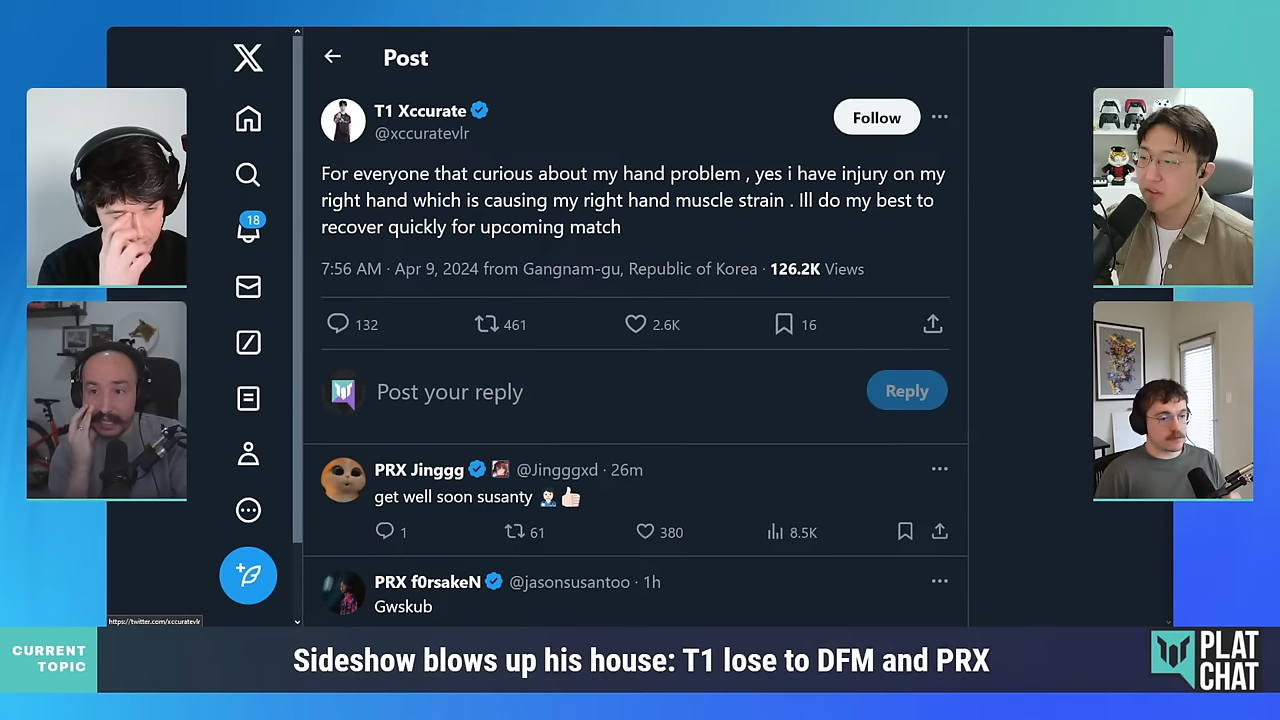 Post
T1 Xccurate
@xccuratevlr
Follow
For everyone that curious about my hand problem , yes i have injury on my
right hand which is causing my right hand muscle strain . Ill do my best to
recover quickly for upcoming match
7:56 AM · Apr 9, 2024 from Gangnam-gu, Republic of Korea · 126.2K Views
132 461 2.6K 16
18
Post your reply
Reply
PRX Jinggg @Jingggxd · 26m
get well soon susanty 🤵🏻👍🏻
1 61 380 8.5K
PRX f0rsakeN @jasonsusantoo · 1h
Gwskub
https://twitter.com/xccuratevlr
CURRENT
TOPIC
Sideshow blows up his house: T1 lose to DFM and PRX
PLAT
CHAT